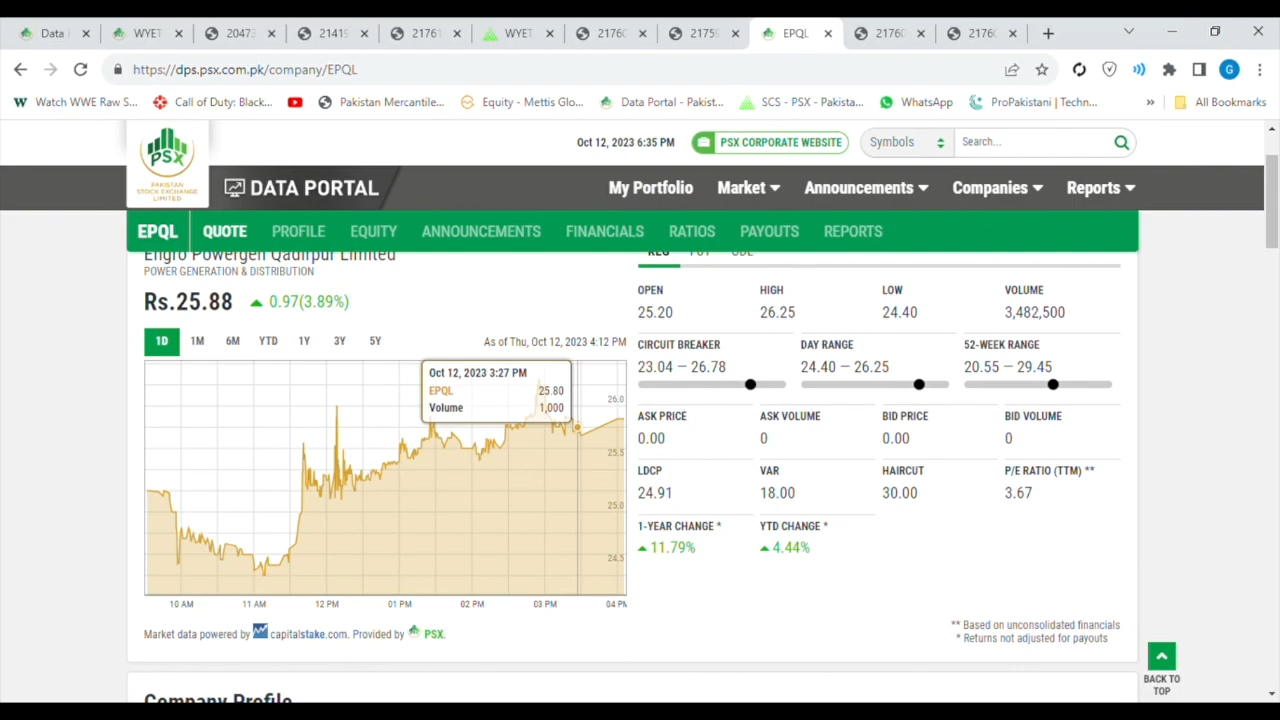 Data
WYET
20473
21419
21761
WYET
2176
21759
EPQL
2176
2176
https://dps.psx.com.pk/company/EPQL
G
Watch WWE Raw S...
Call of Duty: Black...
Pakistan Mercantile...
Equity - Mettis Glo...
Data Portal - Pakist...
SCS - PSX - Pakista...
WhatsApp
ProPakistani | Techn...
»
All Bookmarks
PSX
PAKISTAN
STOCK EXCHANGE
LIMITED
Oct 12, 2023 6:35 PM
PSX CORPORATE WEBSITE
Symbols
Search...
DATA PORTAL
My Portfolio
Market
Announcements
Companies
Reports
EPQL
QUOTE
PROFILE
EQUITY
ANNOUNCEMENTS
FINANCIALS
RATIOS
PAYOUTS
REPORTS
Engro Powergen Qadirpur Limited
POWER GENERATION & DISTRIBUTION
Rs.25.88 0.97(3.89%)
1D 1M 6M YTD 1Y 3Y 5Y
As of Thu, Oct 12, 2023 4:12 PM
Oct 12, 2023 3:27 PM
EPQL 25.80
Volume 1,000
26.0
25.5
25.0
24.5
10 AM 11 AM 12 PM 01 PM 02 PM 03 PM 04 PM
Market data powered by capitalstake.com. Provided by PSX.
OPEN HIGH LOW VOLUME
25.20 26.25 24.40 3,482,500
CIRCUIT BREAKER DAY RANGE 52-WEEK RANGE
23.04 — 26.78 24.40 — 26.25 20.55 — 29.45
ASK PRICE ASK VOLUME BID PRICE BID VOLUME
0.00 0 0.00 0
LDCP VAR HAIRCUT P/E RATIO (TTM) **
24.91 18.00 30.00 3.67
1-YEAR CHANGE * YTD CHANGE *
11.79% 4.44%
** Based on unconsolidated financials
* Returns not adjusted for payouts
BACK TO
TOP
Company Profile